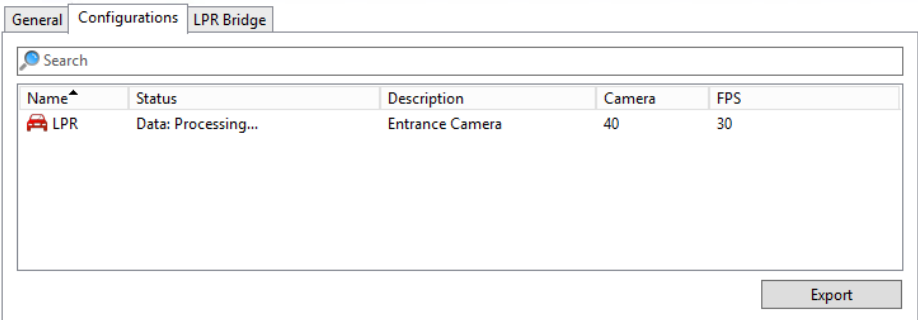 General Configurations LPR Bridge
Search
Name Status Description Camera FPS
LPR Data: Processing... Entrance Camera 40 30
Export